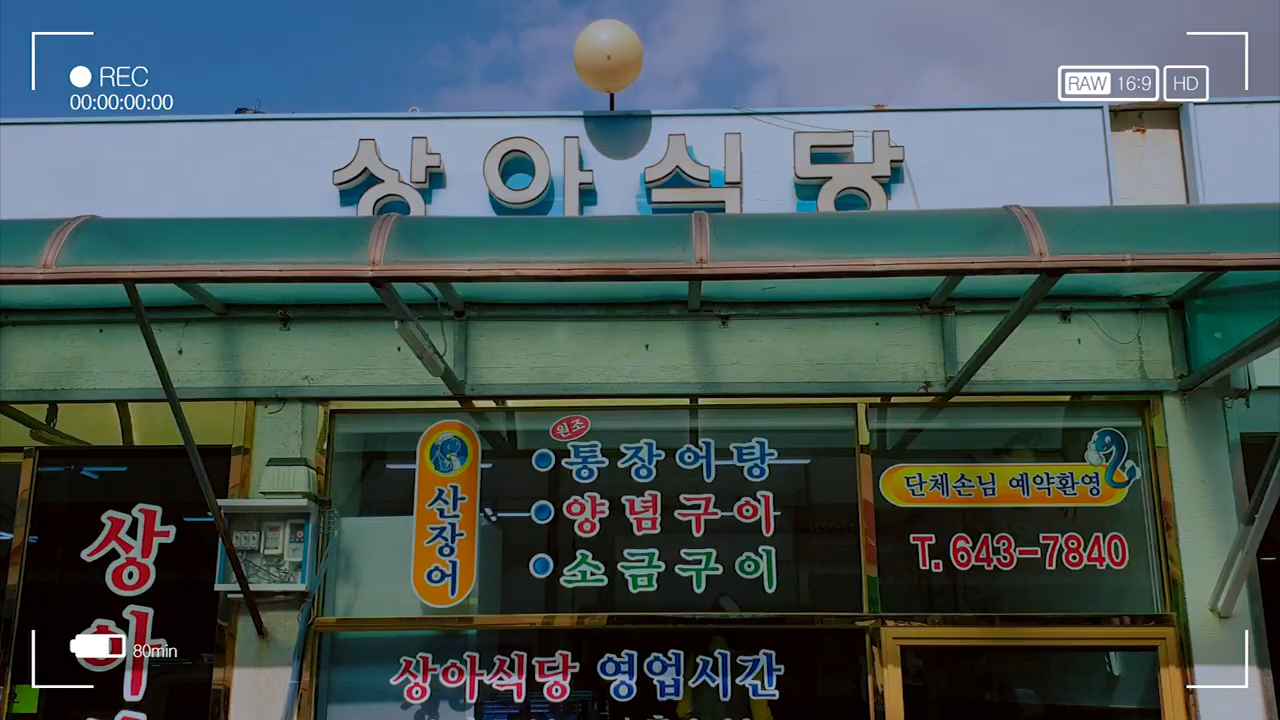 REC
00:00:00:00
RAW 16:9 HD
상아식당
원조
산장어
통장어탕
양념구이
소금구이
단체손님 예약환영
T. 643-7840
상아
80min
상아식당 영업시간